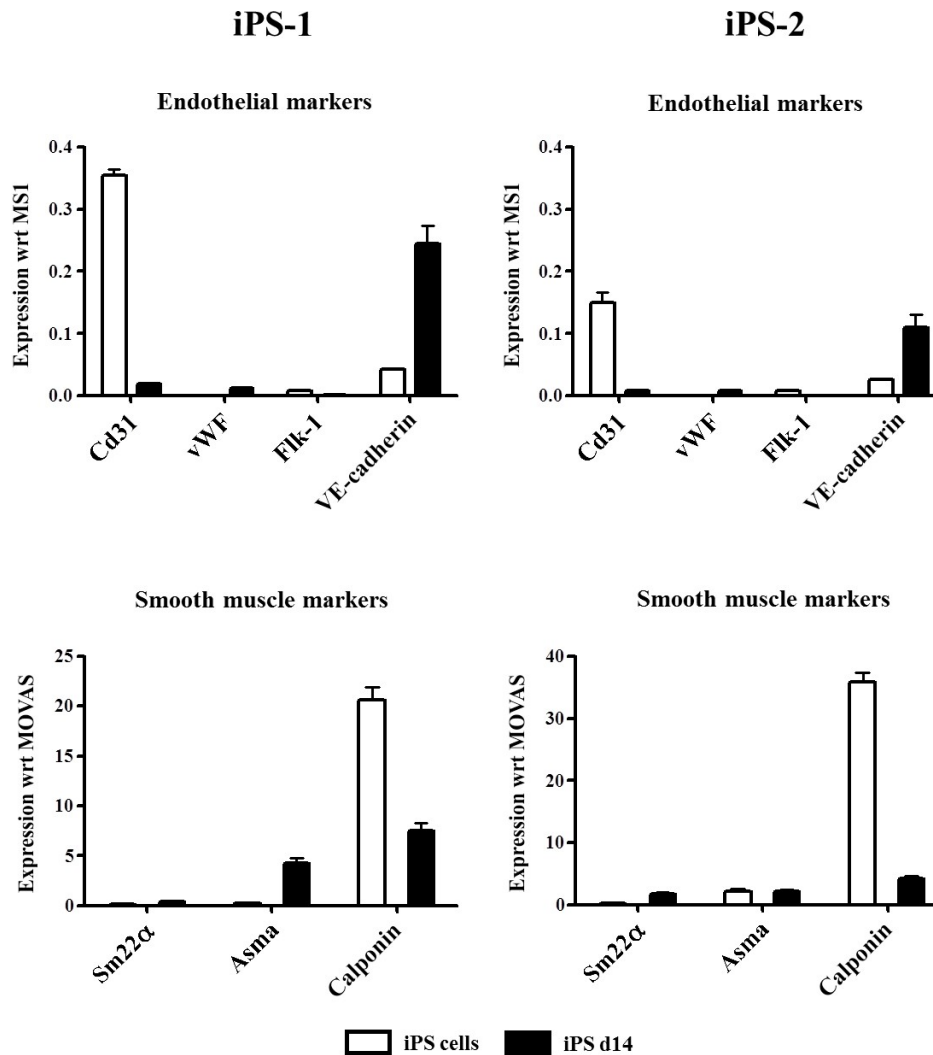 iPS-1
iPS-2
Endothelial markers
Expression wrt MS1
0.4
0.3
0.2
0.1
0.0
Cd31
vWF
Flk-1
VE-cadherin
Endothelial markers
Expression wrt MS1
0.4
0.3
0.2
0.1
0.0
Cd31
vWF
Flk-1
VE-cadherin
Smooth muscle markers
Expression wrt MOVAS
25
20
15
10
5
0
Sm22α
Asma
Calponin
Smooth muscle markers
Expression wrt MOVAS
40
30
20
10
0
Sm22α
Asma
Calponin
iPS cells
iPS d14